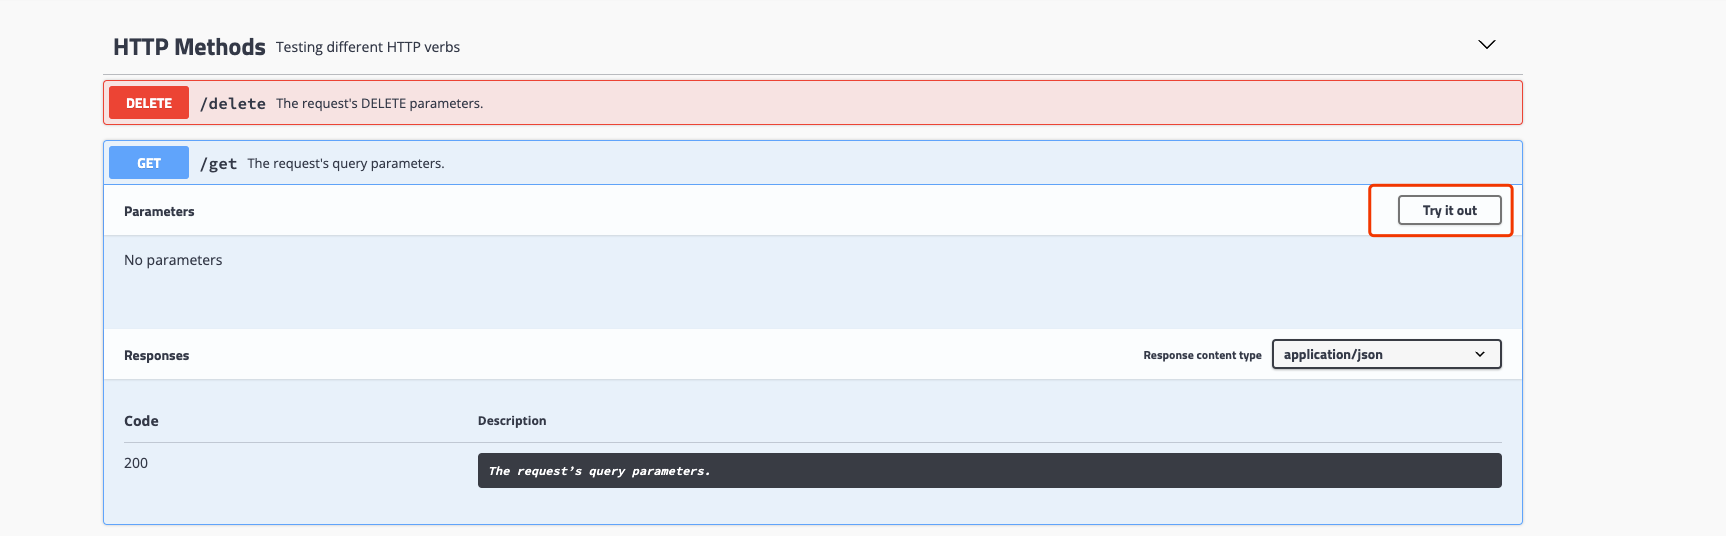 HTTP Methods Testing different HTTP verbs
DELETE /delete The request's DELETE parameters.
GET /get The request's query parameters.
Parameters Try it out
No parameters
Responses Response content type application/json
Code Description
200 The request's query parameters.